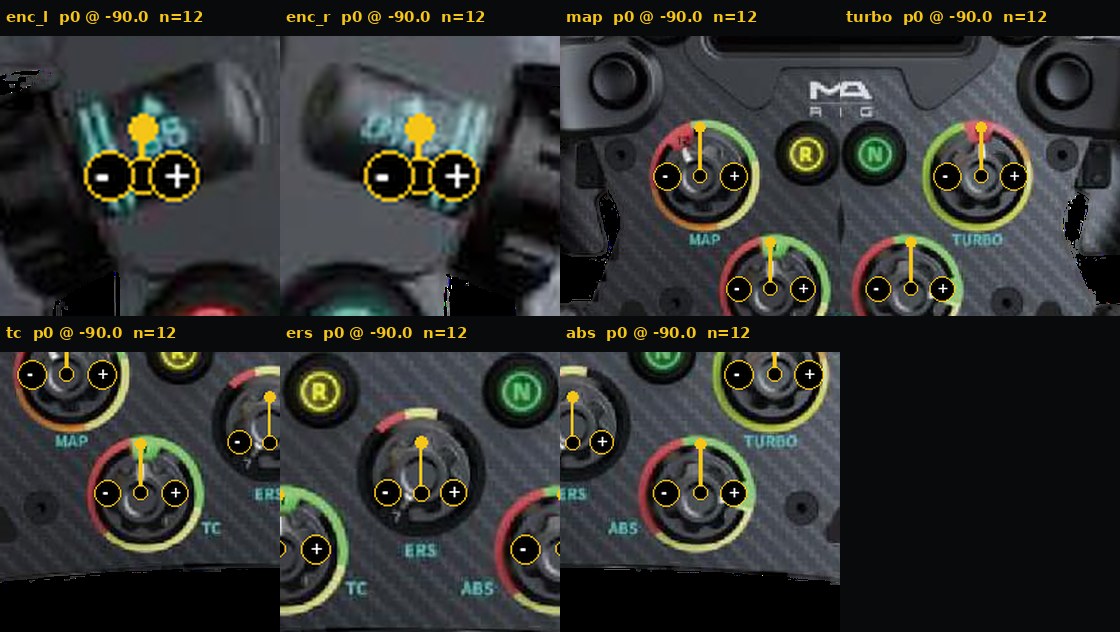 enc_l p0 @ -90.0 n=12
enc_r p0 @ -90.0 n=12
map p0 @ -90.0 n=12
turbo p0 @ -90.0 n=12
- +
- +
RIG
R N
- +
- +
MAP
TURBO
- +
- +
tc p0 @ -90.0 n=12
ers p0 @ -90.0 n=12
abs p0 @ -90.0 n=12
R
- +
MAP
-
ERS
- +
TC
R N
- +
ERS
+
TC
-
ABS
N
- +
TURBO
+
ERS
- +
ABS